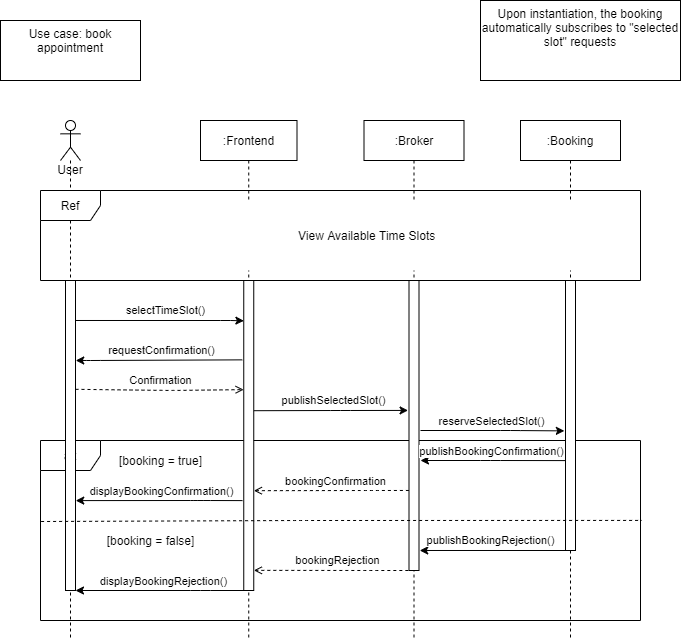 Use case: book
appointment
Upon instantiation, the booking
automatically subscribes to "selected
slot" requests
User
:Frontend
:Broker
:Booking
Ref
View Available Time Slots
selectTimeSlot()
requestConfirmation()
Confirmation
publishSelectedSlot()
reserveSelectedSlot()
[booking = true]
publishBookingConfirmation()
bookingConfirmation
displayBookingConfirmation()
[booking = false]
publishBookingRejection()
bookingRejection
displayBookingRejection()